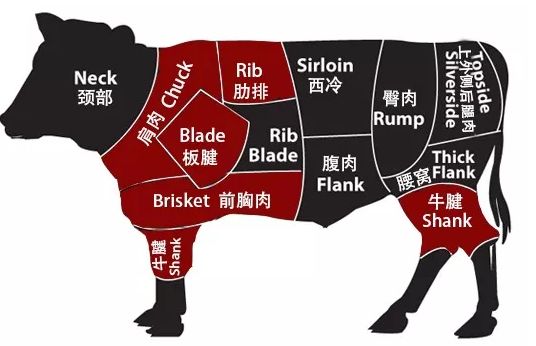 Neck
颈部
肩肉 Chuck
Rib
肋排
Sirloin
西冷
Blade
板腱
Rib
Blade
臀肉
Rump
Topside
上外侧后腿肉
Silverside
腹肉
Flank
Thick
Flank
腰窝
Brisket 前胸肉
牛腱
Shank
牛腱
Shank